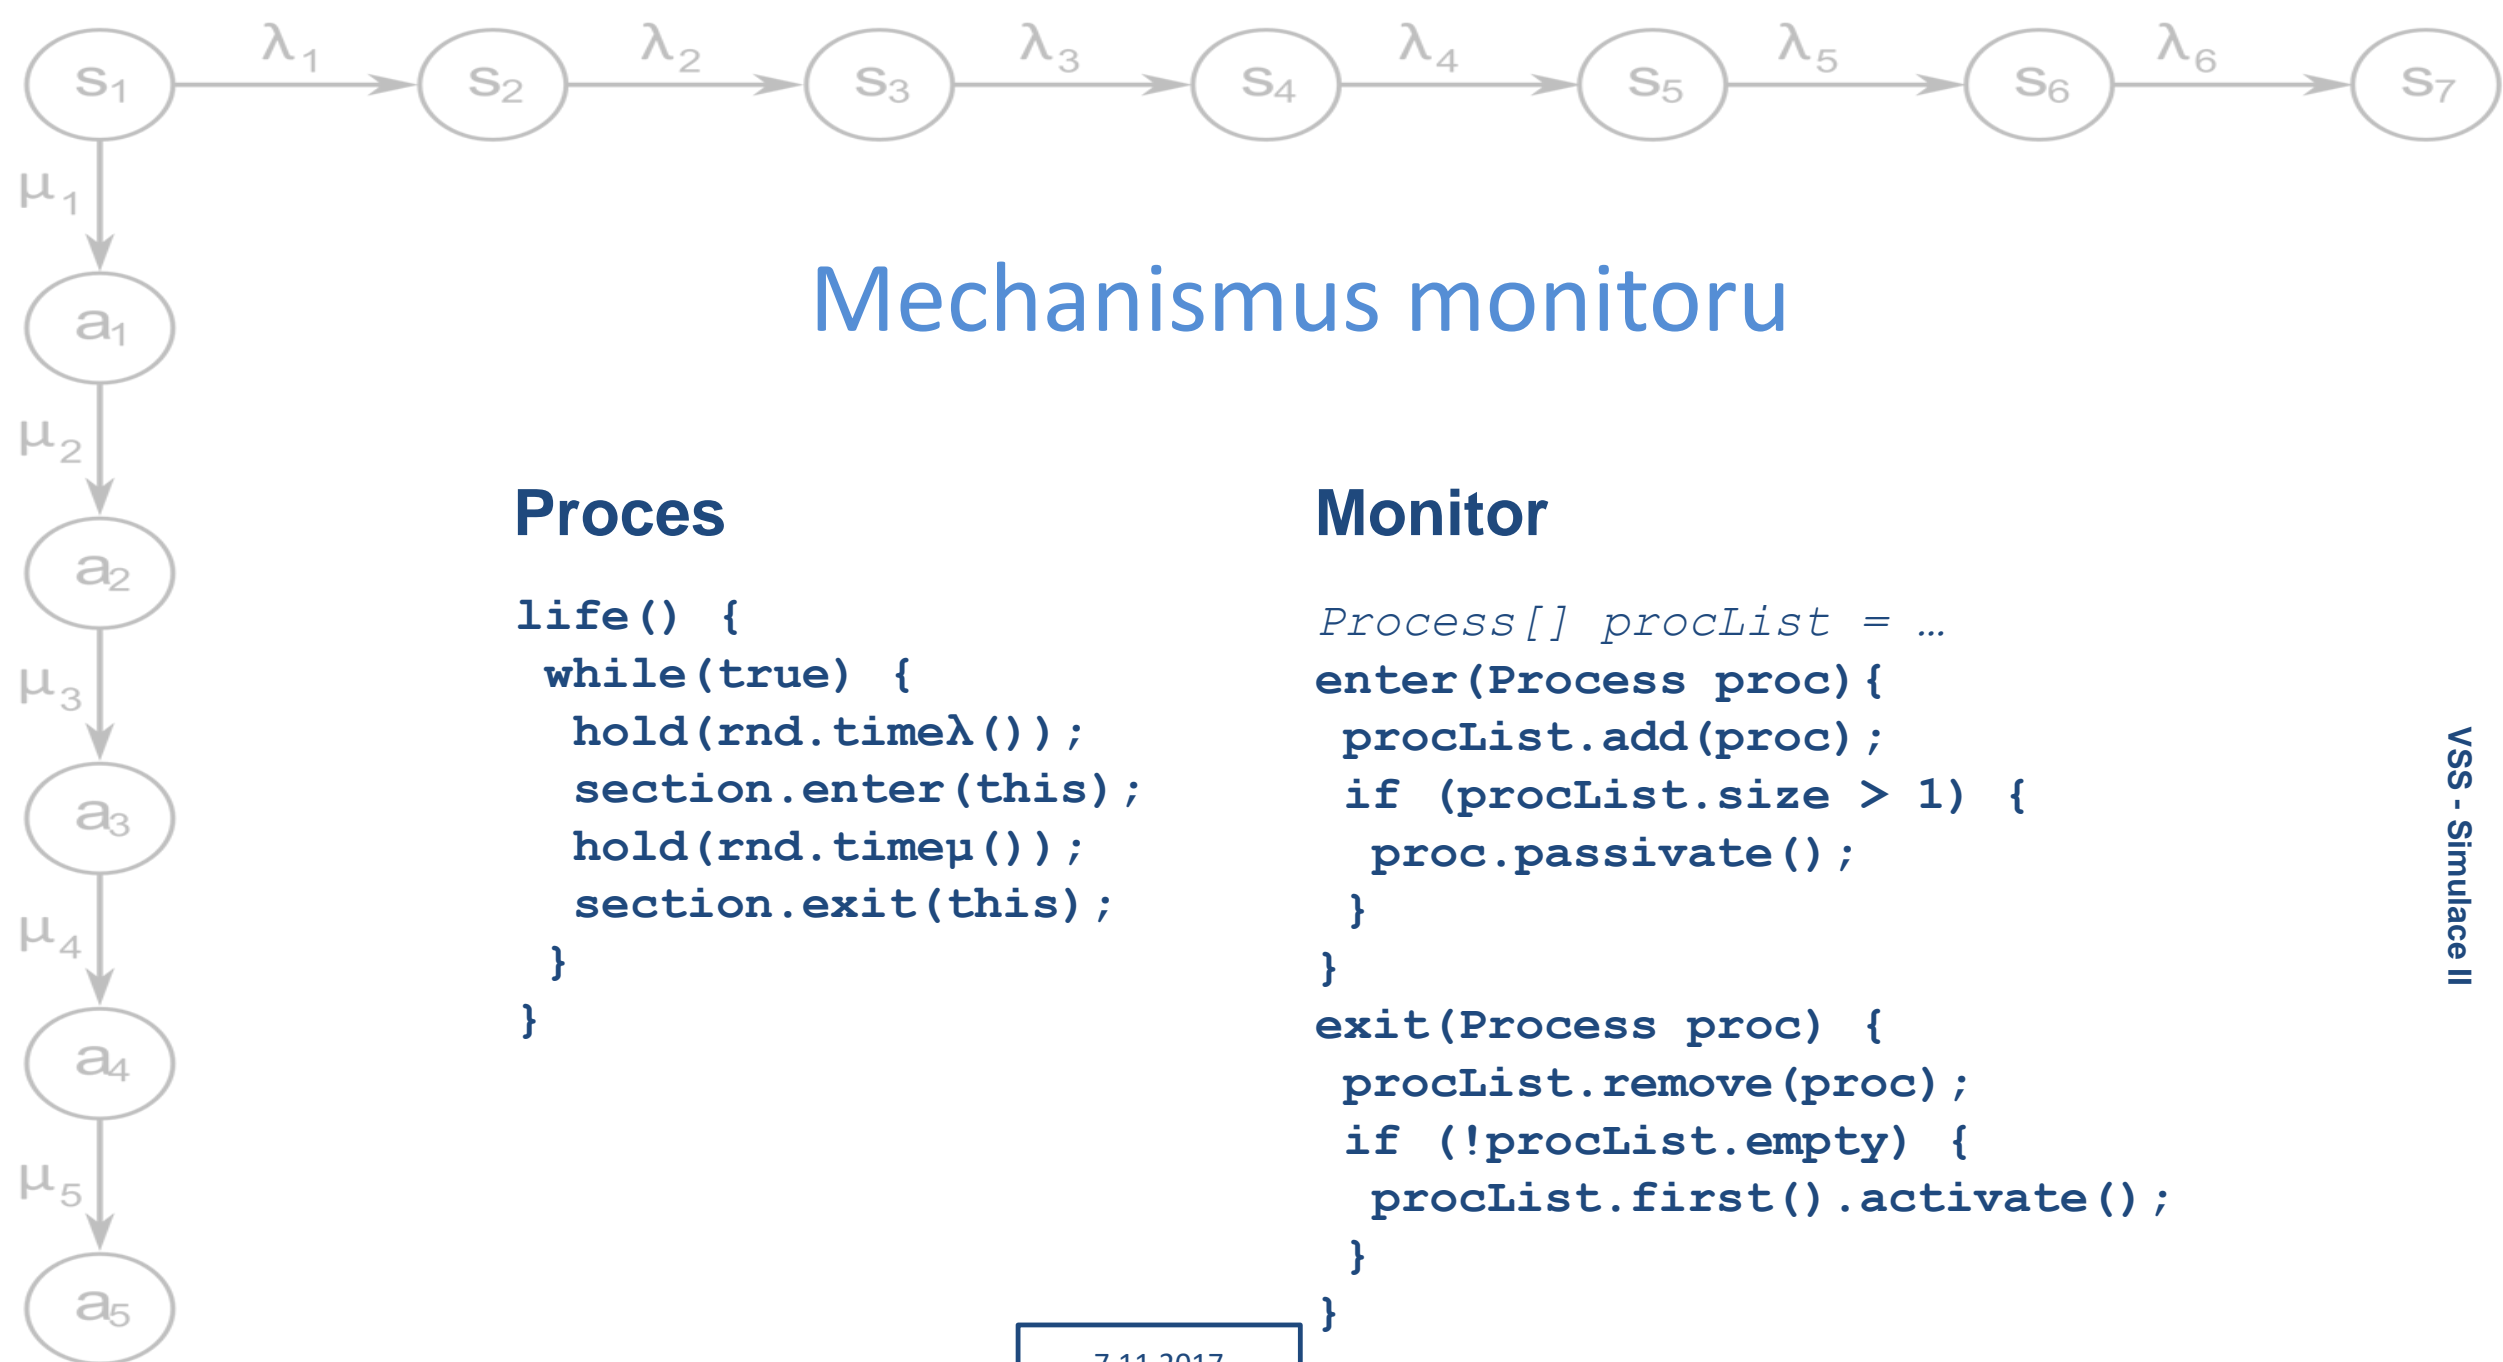 s1 λ1 s2 λ2 s3 λ3 s4 λ4 s5 λ5 s6 λ6 s7
μ1
a1
μ2
a2
μ3
a3
μ4
a4
μ5
a5
Mechanismus monitoru
Proces
life() {
while(true) {
hold(rnd.timeλ());
section.enter(this);
hold(rnd.timeμ());
section.exit(this);
}
}
Monitor
Process[] procList = …
enter(Process proc){
procList.add(proc);
if (procList.size > 1) {
proc.passivate();
}
}
exit(Process proc) {
procList.remove(proc);
if (!procList.empty) {
procList.first().activate();
}
}
VSS - Simulace II
7.11.2017